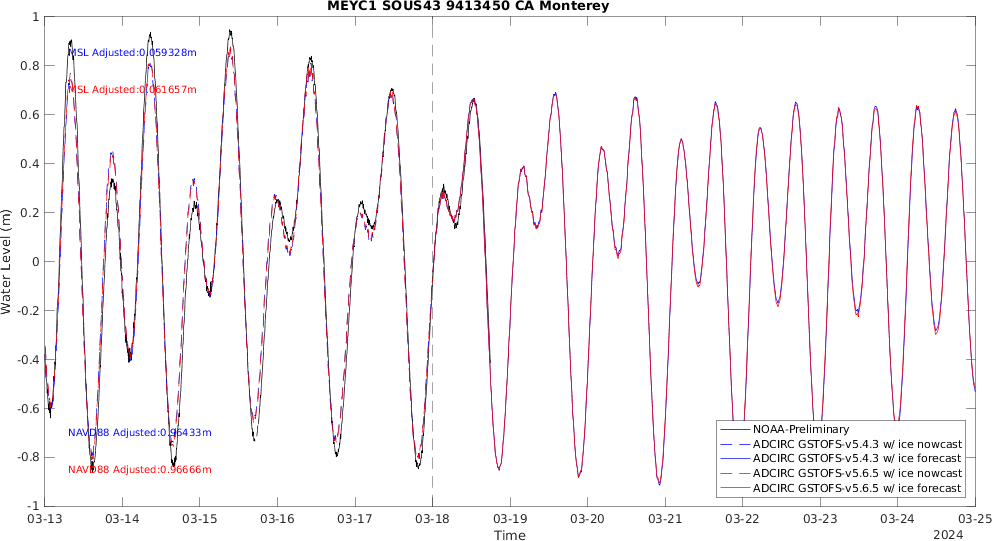 MEYC1 SOUS43 9413450 CA Monterey
1
0.8
0.6
0.4
0.2
0
-0.2
-0.4
-0.6
-0.8
-1
Water Level (m)
MSL Adjusted:0.059328m
MSL Adjusted:0.061657m
NAVD88 Adjusted:0.96433m
NAVD88 Adjusted:0.96666m
NOAA-Preliminary
ADCIRC GSTOFS-v5.4.3 w/ ice nowcast
ADCIRC GSTOFS-v5.4.3 w/ ice forecast
ADCIRC GSTOFS-v5.6.5 w/ ice nowcast
ADCIRC GSTOFS-v5.6.5 w/ ice forecast
03-13 03-14 03-15 03-16 03-17 03-18 03-19 03-20 03-21 03-22 03-23 03-24 03-25
Time
2024